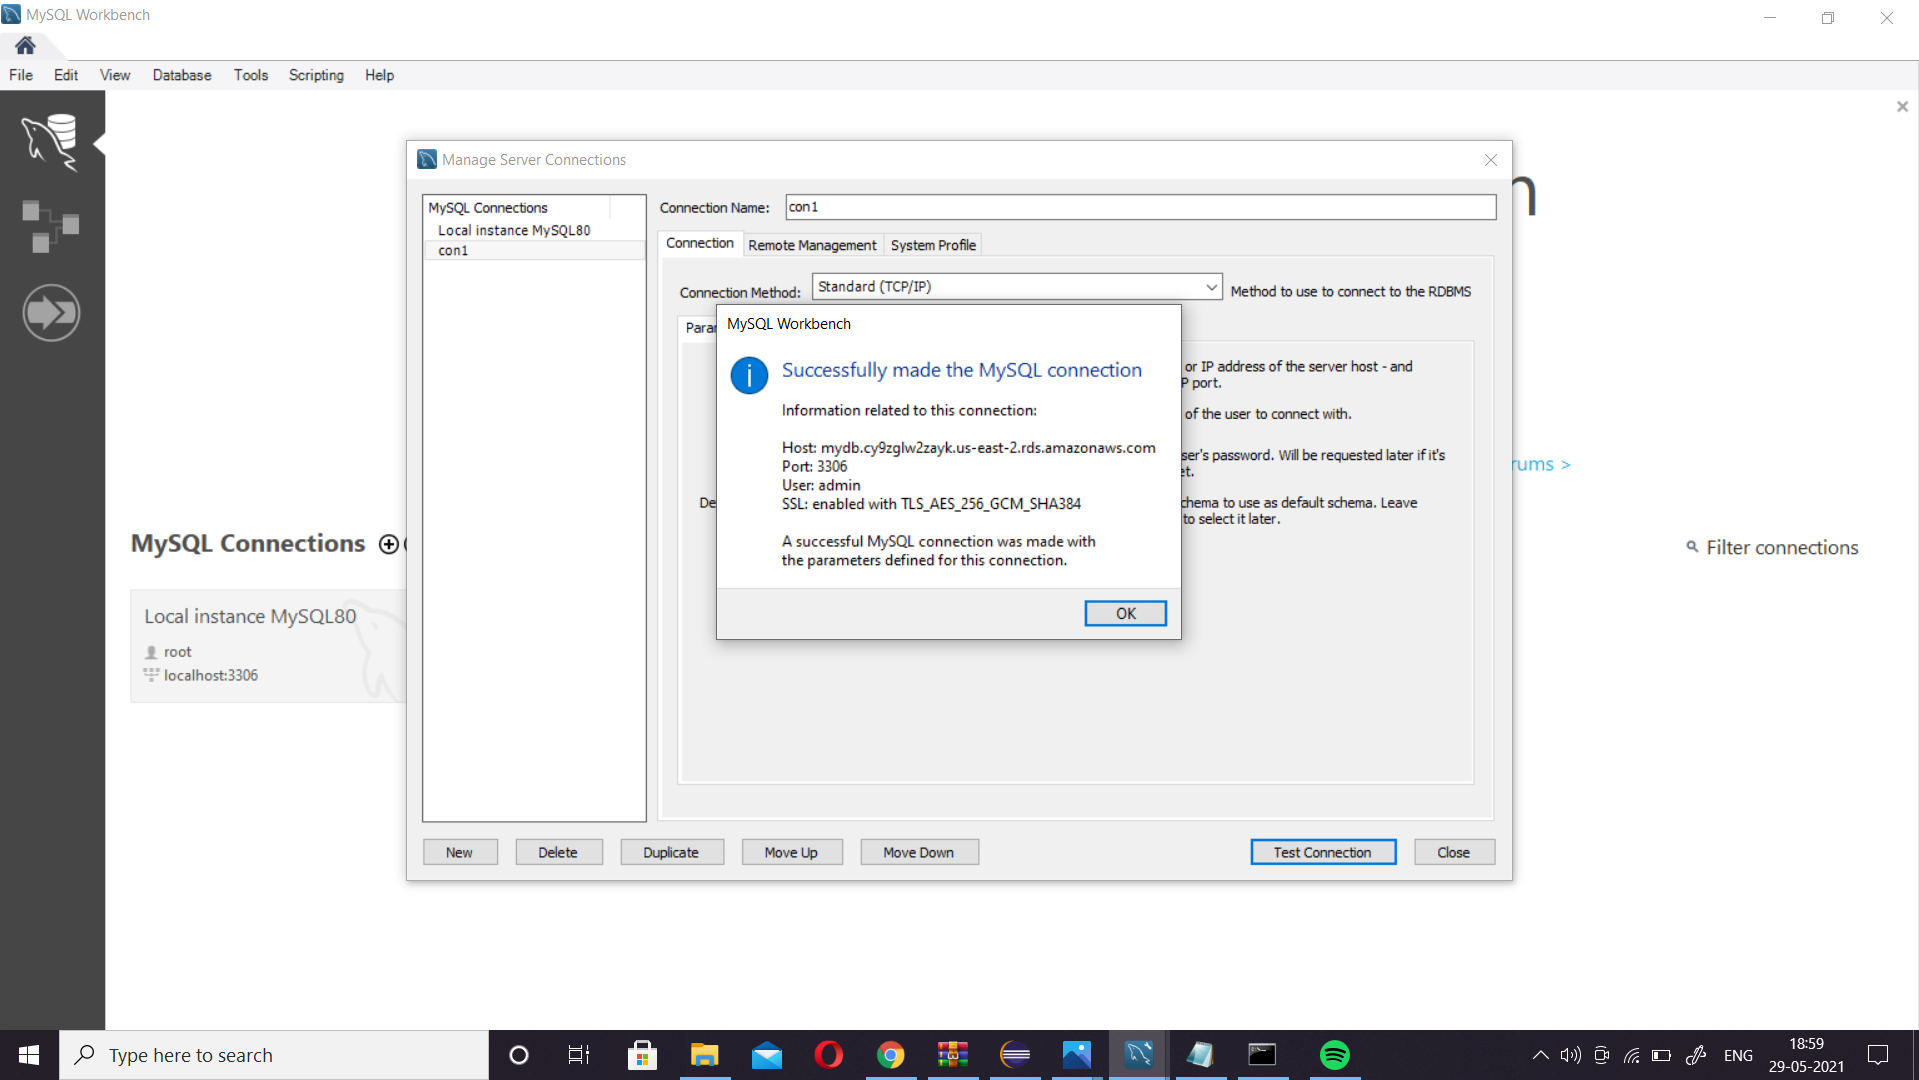 MySQL Workbench
File Edit View Database Tools Scripting Help
Manage Server Connections
MySQL Connections
Local instance MySQL80
con1
Connection Name: con1
Connection Remote Management System Profile
Connection Method: Standard (TCP/IP) Method to use to connect to the RDBMS
MySQL Workbench
Successfully made the MySQL connection
Information related to this connection:
Host: mydb.cy9zglw2zayk.us-east-2.rds.amazonaws.com
Port: 3306
User: admin
SSL: enabled with TLS_AES_256_GCM_SHA384
A successful MySQL connection was made with
the parameters defined for this connection.
OK
or IP address of the server host - and
P port.
of the user to connect with.
ser's password. Will be requested later if it's
et.
chema to use as default schema. Leave
to select it later.
Para
De
n
rums >
MySQL Connections
Filter connections
Local instance MySQL80
root
localhost:3306
New Delete Duplicate Move Up Move Down Test Connection Close
Type here to search
ENG
18:59
29-05-2021